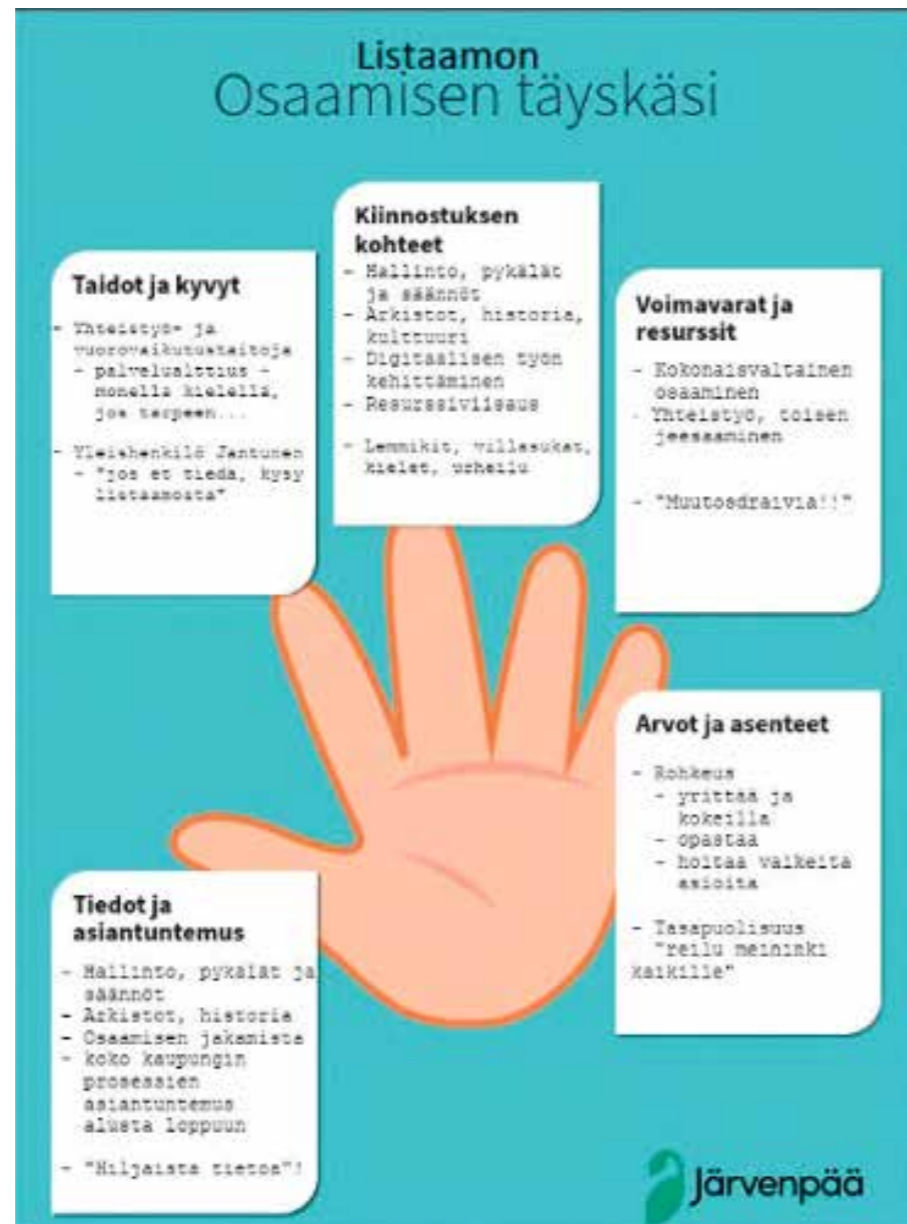 Listaamon
Osaamisen täyskäsi
Taidot ja kyvyt
- Yhteistyö- ja
vuorovaikutustaitoja
- palvelualttius -
monella kielellä,
jos tarpeen...
- Yleishenkilö Jantunen
- "jos et tiedä, kysy
listaamosta"
Kiinnostuksen
kohteet
- Hallinto, pykälät
ja säännöt
- Arkistot, historia,
kulttuuri
- Digitaalisen työn
kehittäminen
- Resurssiviisaus
- Lemmikit, villasukat,
kielet, urheilu
Voimavarat ja
resurssit
- Kokonaisvaltainen
osaaminen
- Yhteistyö, toisen
jeesaaminen
- "Muutosdraivia!!"
Arvot ja asenteet
- Rohkeus
- yrittää ja
kokeilla
- opastaa
- hoitaa vaikeita
asioita
- Tasapuolisuus
"reilu meininki
kaikille"
Tiedot ja
asiantuntemus
- Hallinto, pykälät ja
säännöt
- Arkistot, historia
- Osaamisen jakamista
- koko kaupungin
prosessien
asiantuntemus
alusta loppuun
- "Hiljaista tietoa"!
Järvenpää